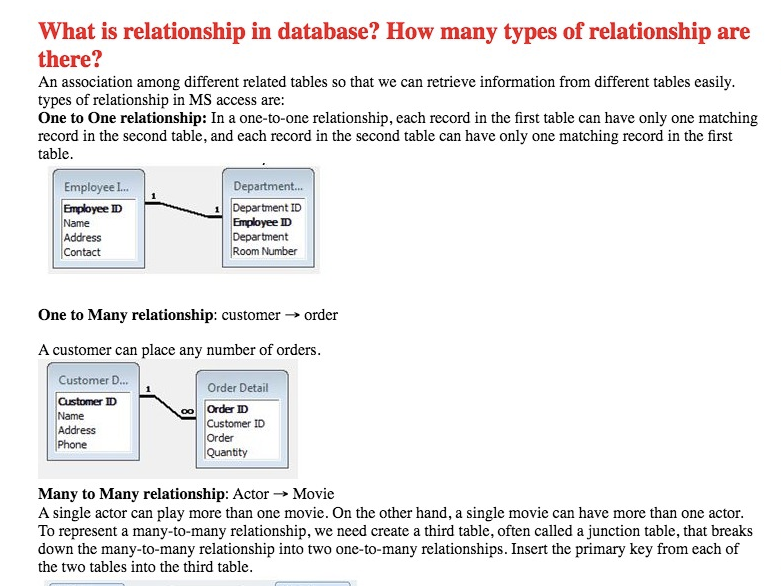 What is relationship in database? How many types of relationship are
there?
An association among different related tables so that we can retrieve information from different tables easily.
types of relationship in MS access are:
One to One relationship: In a one-to-one relationship, each record in the first table can have only one matching
record in the second table, and each record in the second table can have only one matching record in the first
table.
Employee I...
Employee ID
Name
Address
Contact
1
1
Department...
Department ID
Employee ID
Department
Room Number
One to Many relationship: customer → order
A customer can place any number of orders.
Customer D...
Customer ID
Name
Address
Phone
1
∞
Order Detail
Order ID
Customer ID
Order
Quantity
Many to Many relationship: Actor → Movie
A single actor can play more than one movie. On the other hand, a single movie can have more than one actor.
To represent a many-to-many relationship, we need create a third table, often called a junction table, that breaks
down the many-to-many relationship into two one-to-many relationships. Insert the primary key from each of
the two tables into the third table.